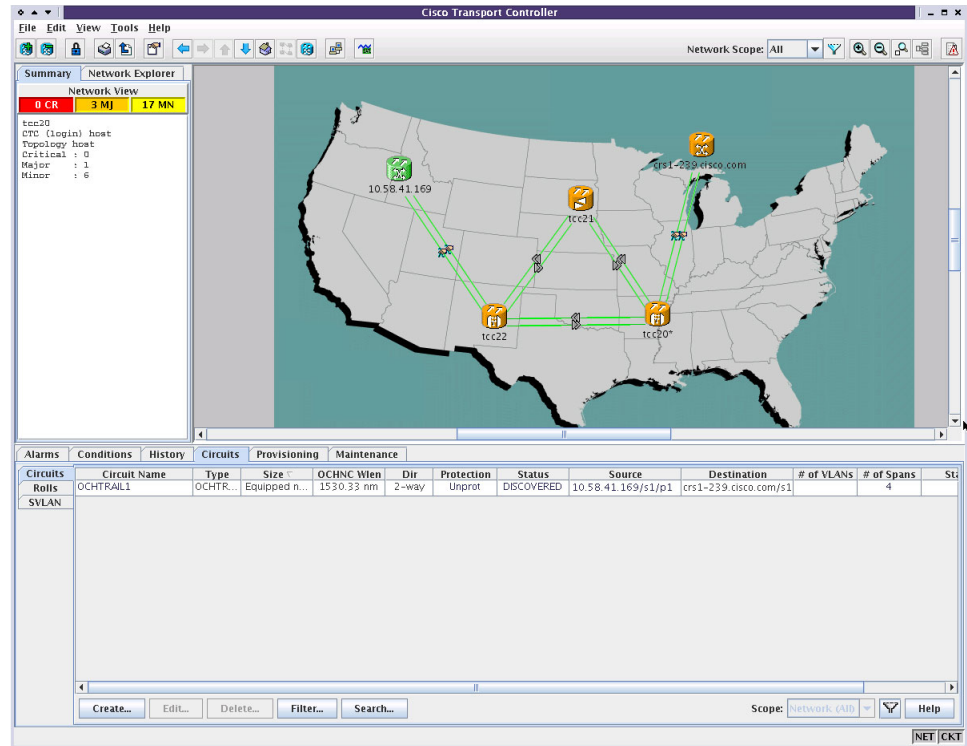 Cisco Transport Controller
File Edit View Tools Help
Network Scope: All
Summary Network Explorer
Network View
0 CR 3 MJ 17 MN
tcc20
CTC (login) host
Topology host
Critical : 0
Major : 1
Minor : 6
crs1-239.cisco.com
10.58.41.169
tcc21
tcc22
tcc20*
Alarms Conditions History Circuits Provisioning Maintenance
Circuits
Rolls
SVLAN
Circuit Name Type Size OCHNC Wlen Dir Protection Status Source Destination # of VLANs # of Spans Sta
OCHTRAIL1 OCHTR... Equipped n... 1530.33 nm 2-way Unprot DISCOVERED 10.58.41.169/s1/p1 crs1-239.cisco.com/s1 4
Create... Edit... Delete... Filter... Search... Scope: Network (All) Help
NET CKT